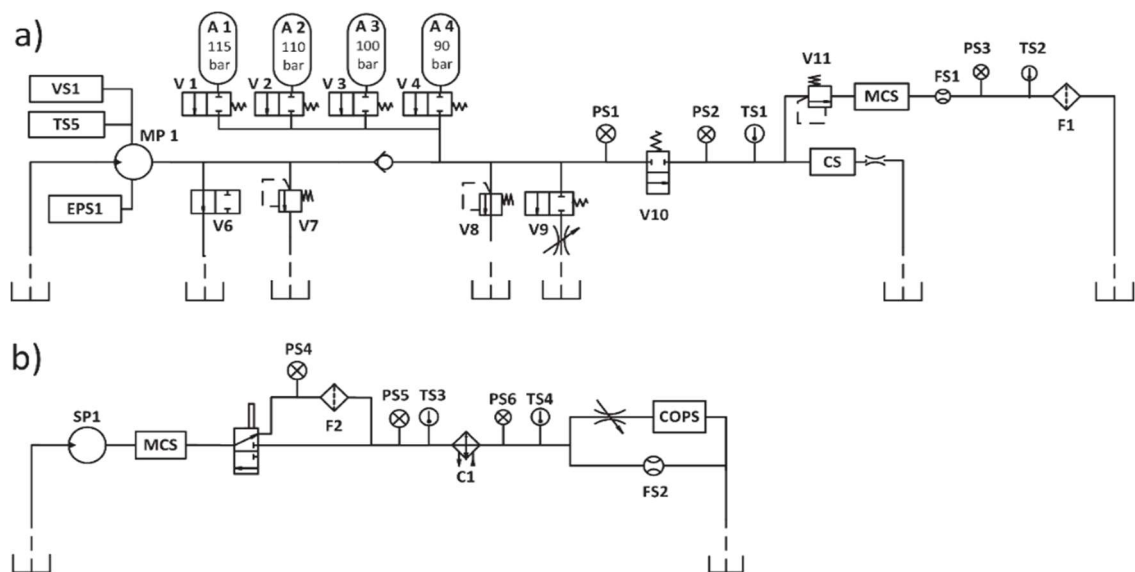 a)
A 1
115
bar
A 2
110
bar
A 3
100
bar
A 4
90
bar
V 1
V 2
V 3
V 4
VS1
TS5
MP 1
EPS1
V6
V7
V8
V9
PS1
V10
PS2
TS1
V11
MCS
FS1
PS3
TS2
F1
CS
b)
SP1
MCS
PS4
F2
PS5
TS3
C1
PS6
TS4
COPS
FS2